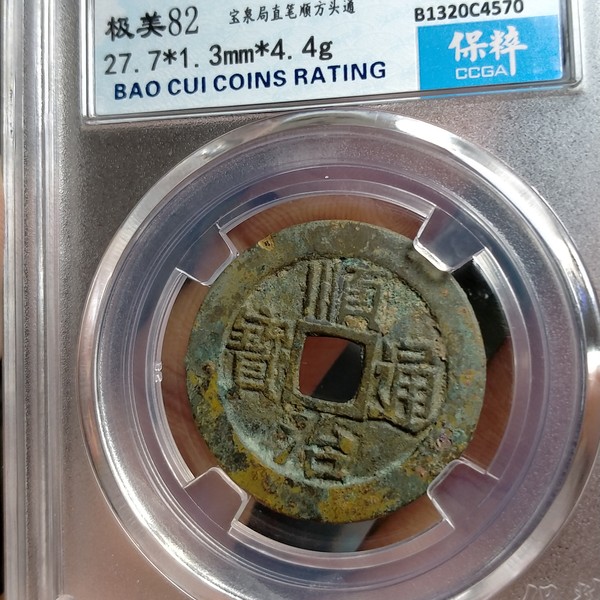 极美82
宝泉局直笔顺方头通
B1320C4570
27.7*1.3mm*4.4g
保粹
CCGA
BAO CUI COINS RATING
順
治
通
寶